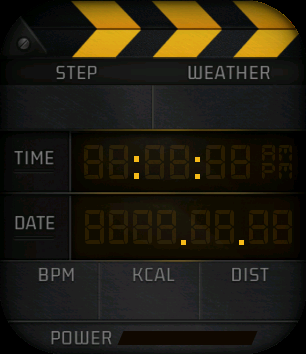 STEP WEATHER
TIME 88:88:88 AM
PM
DATE 8888.88.88
BPM KCAL DIST
POWER